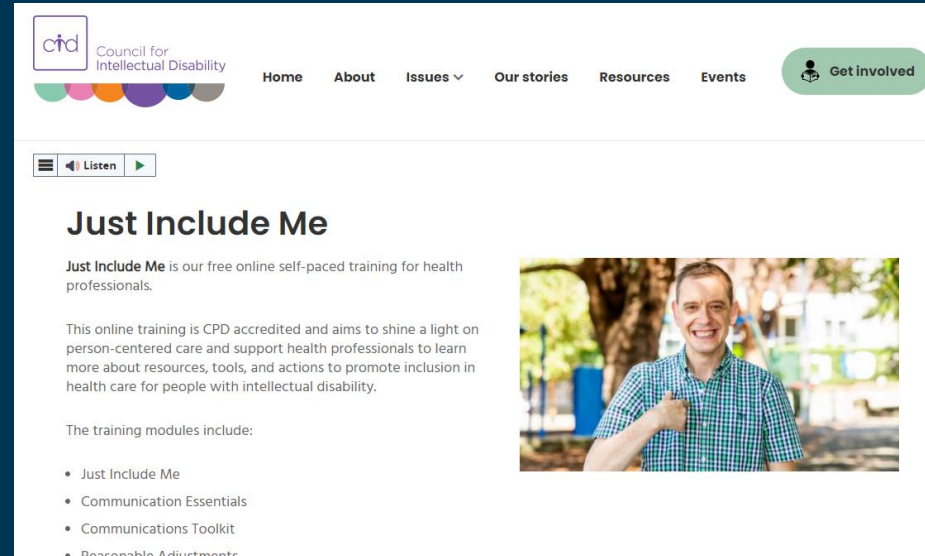 cid
Council for
Intellectual Disability
Home About Issues Our stories Resources Events Get involved
Listen
Just Include Me
Just Include Me is our free online self-paced training for health
professionals.
This online training is CPD accredited and aims to shine a light on
person-centered care and support health professionals to learn
more about resources, tools, and actions to promote inclusion in
health care for people with intellectual disability.
The training modules include:
• Just Include Me
• Communication Essentials
• Communications Toolkit
• Reasonable Adjustments